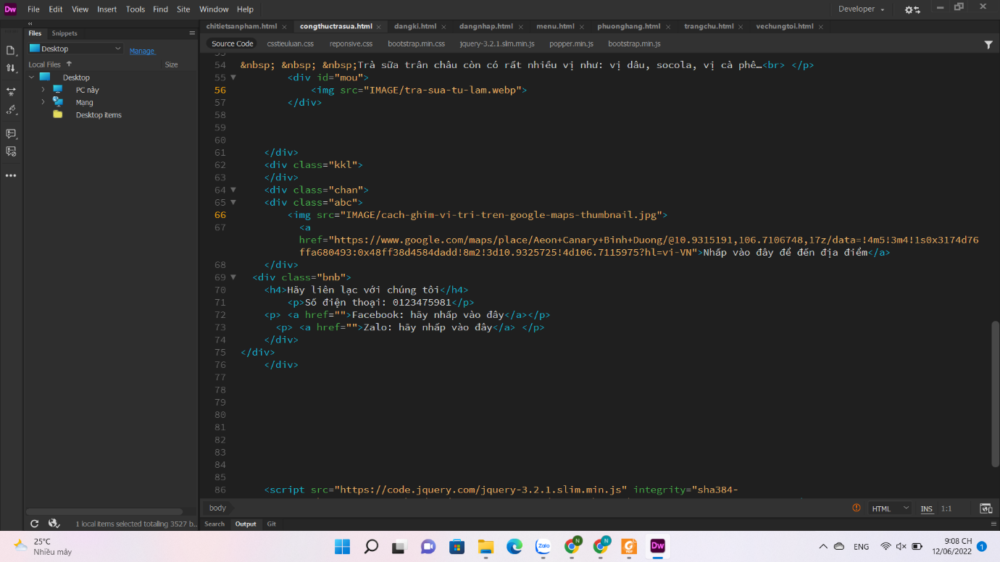 Dw File Edit View Insert Tools Find Site Window Help Developer
Files Snippets
Desktop Manage
Local Files Size
Desktop
PC này
Mạng
Desktop items
1 local items selected totaling 3527 b..
chitietsanpham.html congthuctrasua.html dangki.html dangnhap.html menu.html phuonghang.html trangchu.html vechungtoi.html
Source Code csstieuluan.css reponsive.css bootstrap.min.css jquery-3.2.1.slim.min.js popper.min.js bootstrap.min.js
54 &nbsp; &nbsp; &nbsp;Trà sữa trân châu còn có rất nhiều vị như: vị dâu, socola, vị cà phê…<br> </p>
55 <div id="mou">
56 <img src="IMAGE/tra-sua-tu-lam.webp">
57 </div>
58
59
60
61 </div>
62 <div class="kkl">
63 </div>
64 <div class="chan">
65 <div class="abc">
66 <img src="IMAGE/cach-ghim-vi-tri-tren-google-maps-thumbnail.jpg">
67 <a
href="https://www.google.com/maps/place/Aeon+Canary+Binh+Duong/@10.9315191,106.7106748,17z/data=!4m5!3m4!1s0x3174d76
ffa680493:0x48ff38d4584dadd!8m2!3d10.9325725!4d106.7115975?hl=vi-VN">Nhấp vào đây để đến địa điểm</a>
68 </div>
69 <div class="bnb">
70 <h4>Hãy liên lạc với chúng tôi</h4>
71 <p>Số điện thoại: 0123475981</p>
72 <p> <a href="">Facebook: hãy nhấp vào đây</a></p>
73 <p> <a href="">Zalo: hãy nhấp vào đây</a> </p>
74 </div>
75 </div>
76 </div>
77
78
79
80
81
82
83
84
85
86 <script src="https://code.jquery.com/jquery-3.2.1.slim.min.js" integrity="sha384-
body HTML INS 1:1
Search Output Git
25°C
Nhiều mây
Zalo
N
N
PDF
Dw
ENG
9:08 CH
12/06/2022
1